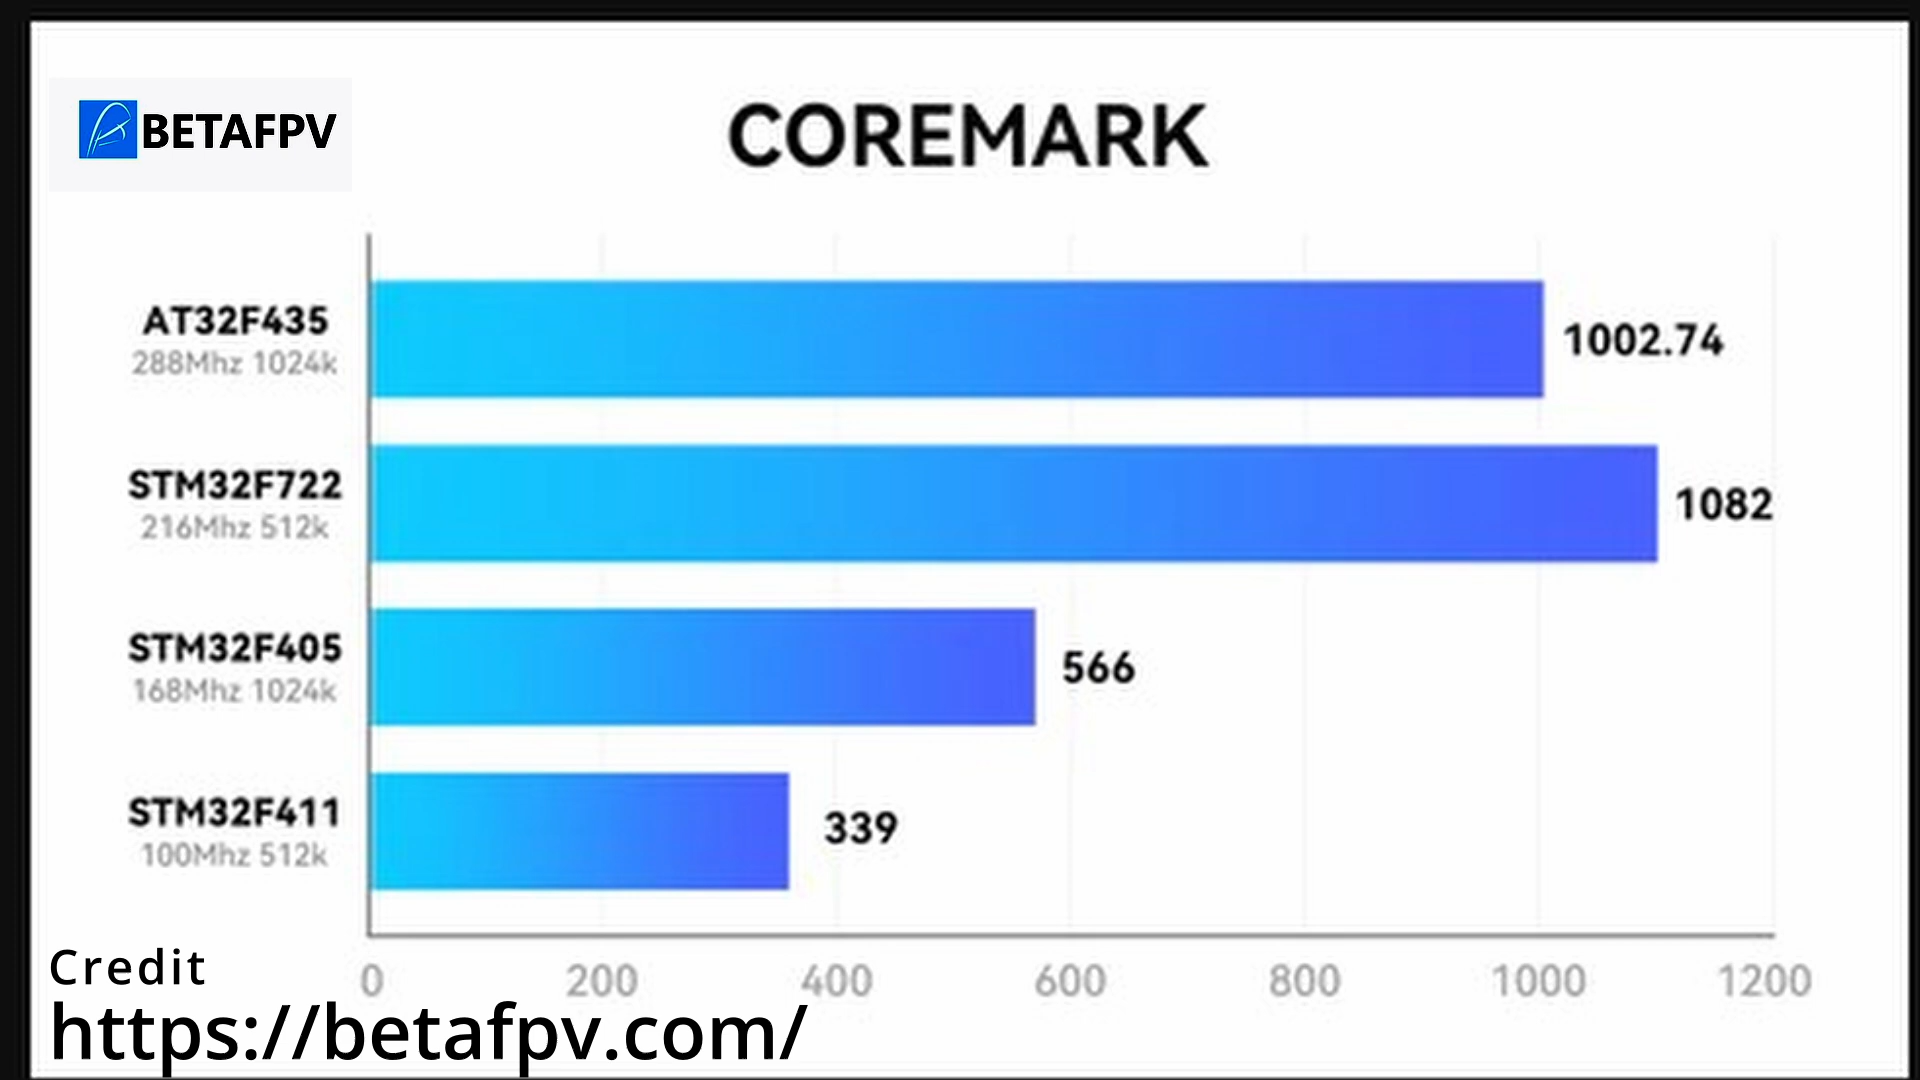 BETAFPV
COREMARK
AT32F435
288Mhz 1024k
1002.74
STM32F722
216Mhz 512k
1082
STM32F405
168Mhz 1024k
566
STM32F411
100Mhz 512k
339
0 200 400 600 800 1000 1200
Credit
https://betafpv.com/